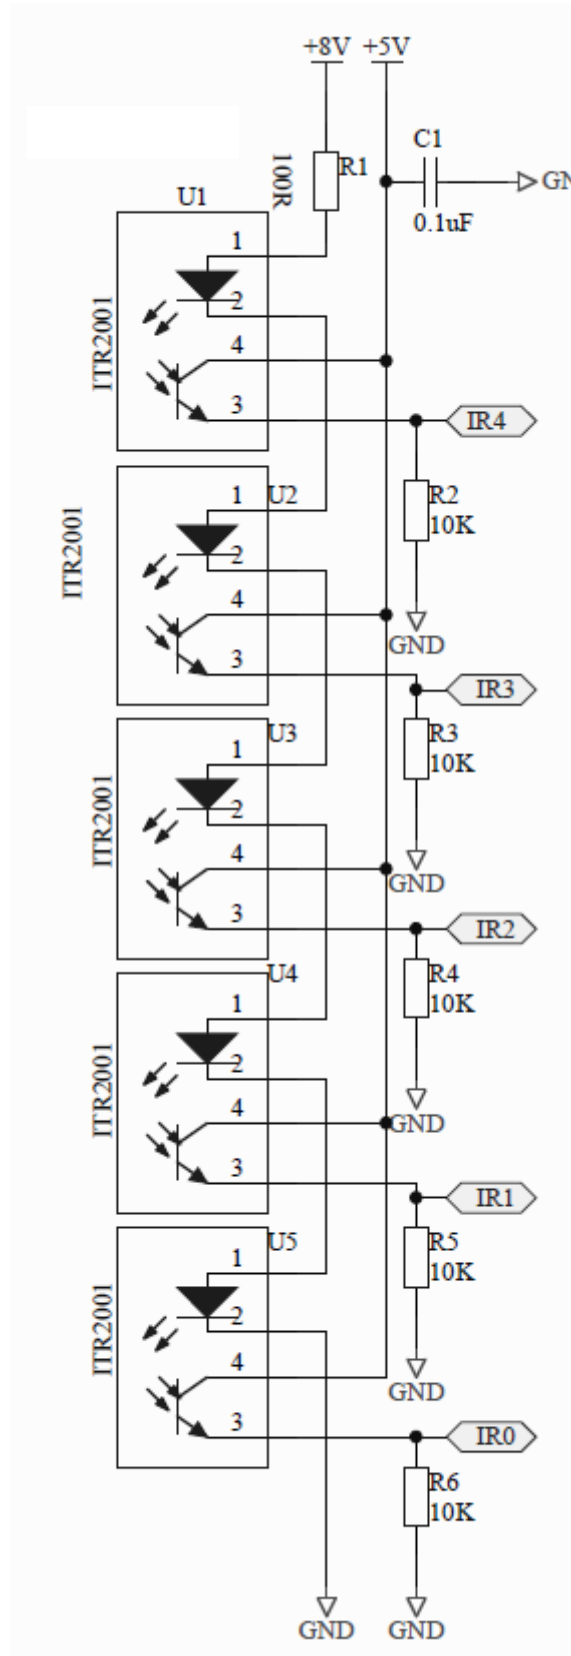 +8V +5V
C1
GN
0.1uF
R1
100R
U1
ITR2001
1
2
4
3
IR4
R2
10K
GND
U2
ITR2001
1
2
4
3
IR3
R3
10K
GND
U3
ITR2001
1
2
4
3
IR2
R4
10K
GND
U4
ITR2001
1
2
4
3
IR1
R5
10K
GND
U5
ITR2001
1
2
4
3
IR0
R6
10K
GND GND